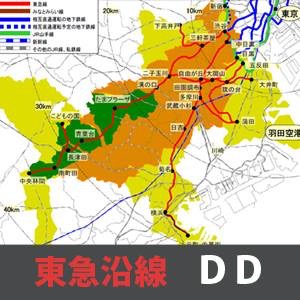 東急線
みなとみらい線
相互直通運転の地下鉄線
相互直通運転予定の地下鉄線
JR山手線
新幹線
その他のJR線、私鉄線
20km
10km
新宿
渋谷
東京
下高井戸
三軒茶屋
中目黒
目黒
五反田
二子玉川
自由が丘
大岡山
大井町
溝の口
田園調布
旗の台
30km
たまプラーザ
多摩川
武蔵小杉
蒲田
こどもの国
日吉
羽田空港
青葉台
川崎
長津田
菊名
中央林間
南町田
40km
横浜
元町・中華街
東急沿線 DD